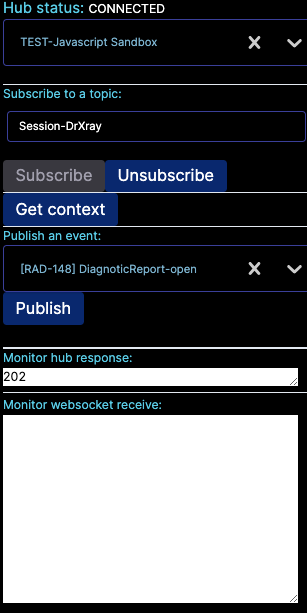 Hub status: CONNECTED
TEST-Javascript Sandbox
Subscribe to a topic:
Session-DrXray
Subscribe Unsubscribe
Get context
Publish an event:
[RAD-148] DiagnoticReport-open
Publish
Monitor hub response:
202
Monitor websocket receive: